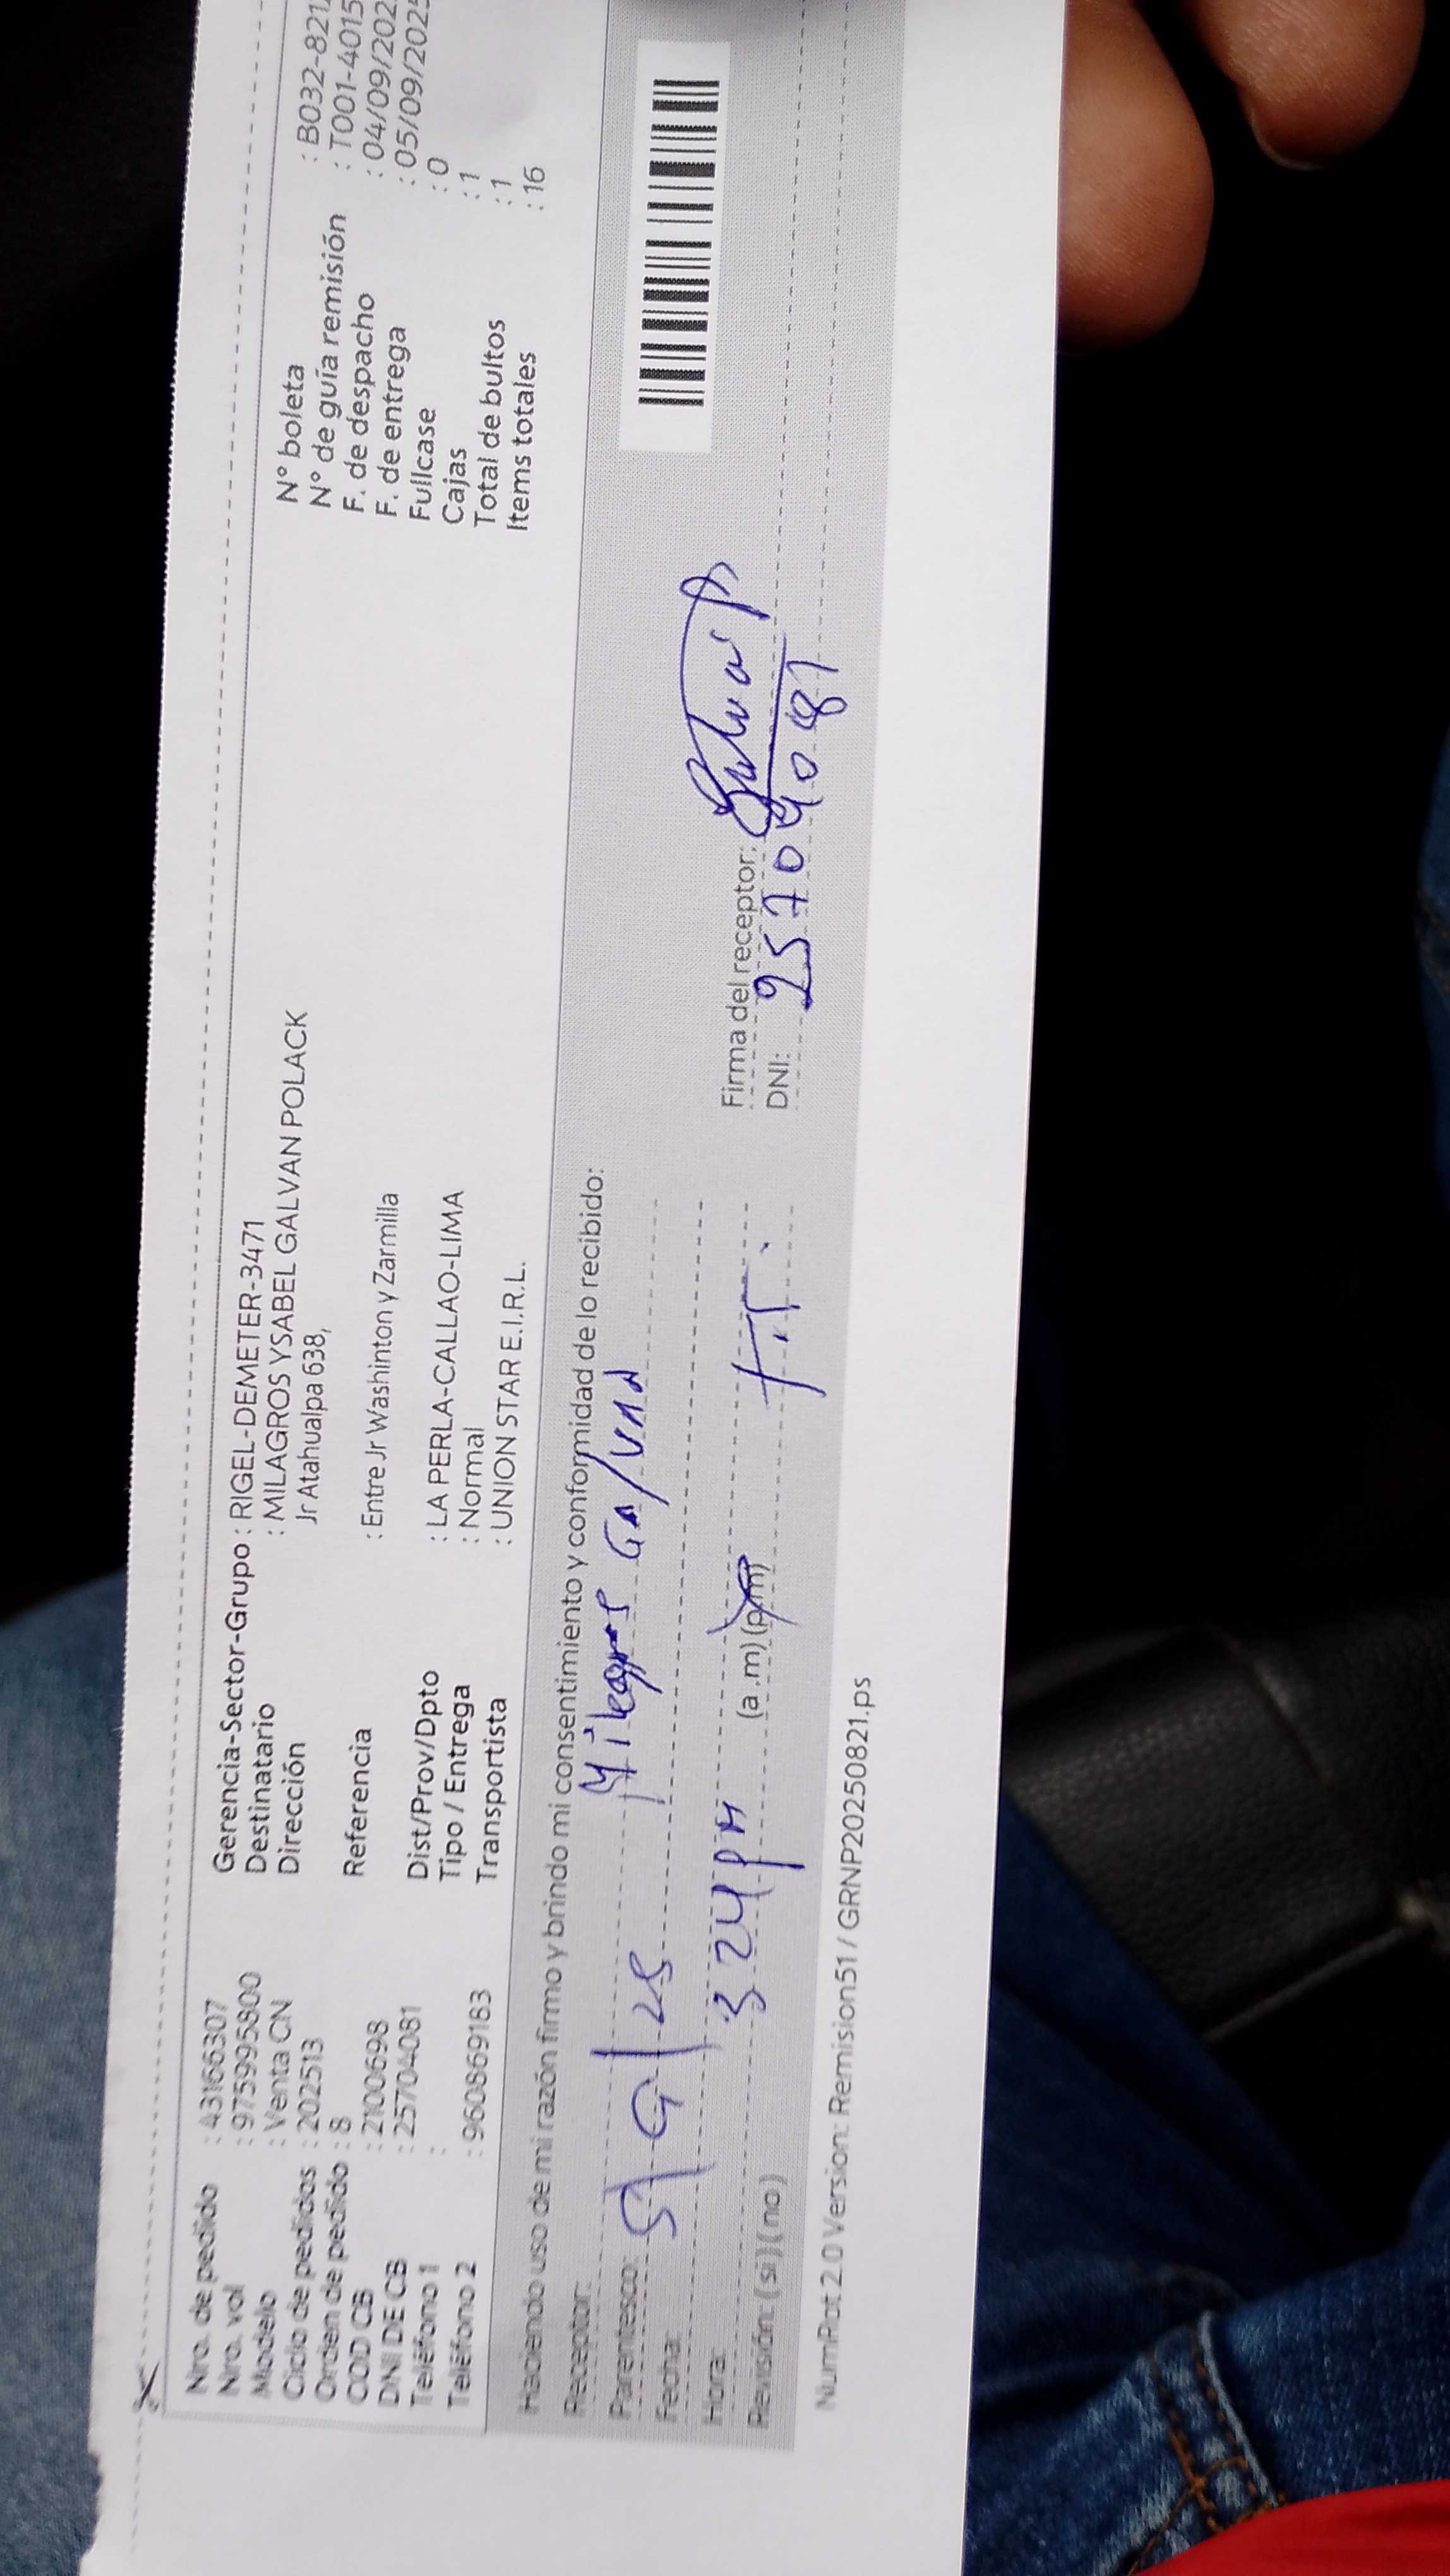 Nro. de pedido : 43166307
Nro. vol : 975995800
Modelo : Venta CN
Ciclo de pedidos : 202513
Orden de pedido : 8
COD CB : 2100698
DNI DE CB : 25704081
Teléfono 1 :
Teléfono 2 : 960869183
Gerencia-Sector-Grupo : RIGEL-DEMETER-3471
Destinatario : MILAGROS YSABEL GALVAN POLACK
Dirección Jr Atahualpa 638,
Referencia : Entre Jr Washinton y Zarmilla
Dist/Prov/Dpto : LA PERLA-CALLAO-LIMA
Tipo / Entrega : Normal
Transportista : UNION STAR E.I.R.L.
N° boleta : B032-821
N° de guía remisión : T001-4015
F. de despacho : 04/09/202
F. de entrega : 05/09/2025
Fullcase : 0
Cajas : 1
Total de bultos : 1
Items totales : 16
Haciendo uso de mi razón firmo y brindo mi consentimiento y conformidad de lo recibido:
Receptor: Milagros Galvan
Parentesco:
Fecha: 5/9/25
Hora: 3 24 pm (a.m) (p.m)
Revisión: ( si ) ( no )
Firma del receptor:
DNI: 25704081
NumPat 2.0 Version: Remision51 / GRNP20250821.ps